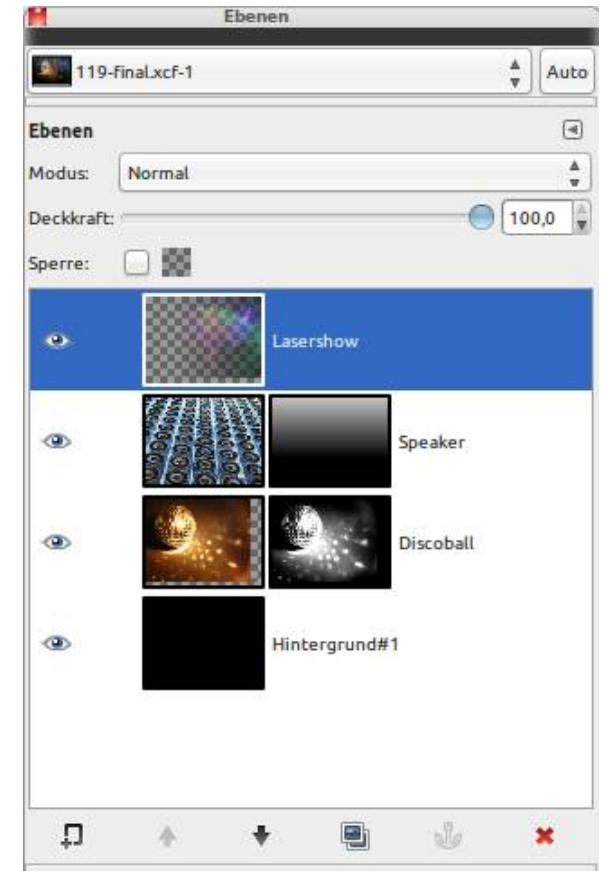 Ebenen
119-final.xcf-1
Auto
Ebenen
Modus: Normal
Deckkraft: 100,0
Sperre:
Lasershow
Speaker
Discoball
Hintergrund#1